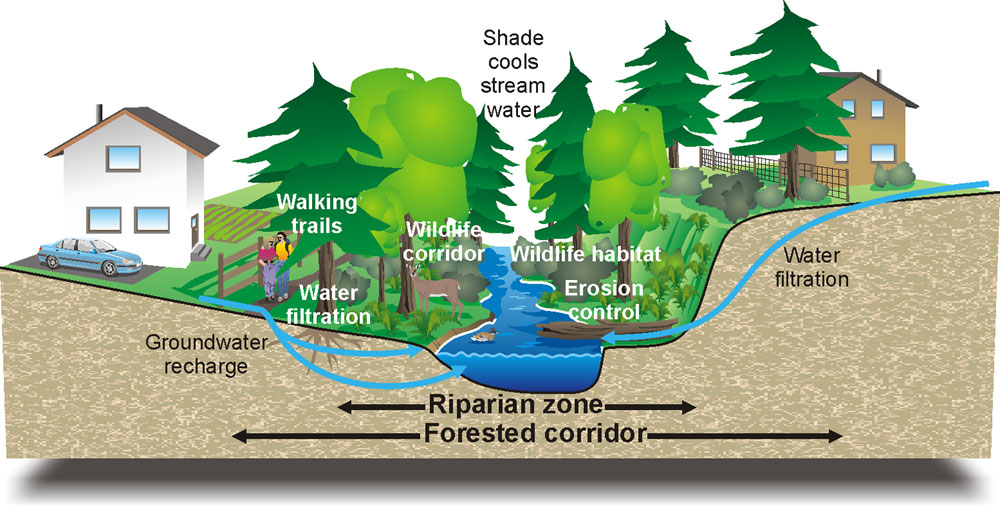 Shade
cools
stream
water
Walking
trails
Wildlife
corridor
Wildlife habitat
Water
filtration
Erosion
control
Water
filtration
Groundwater
recharge
Riparian zone
Forested corridor